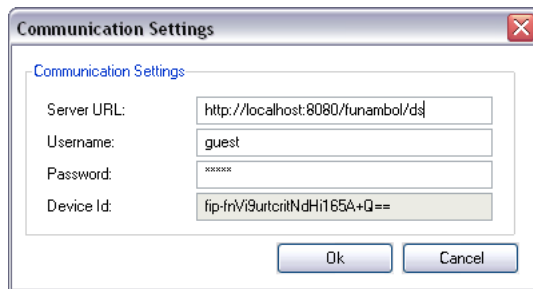 Communication Settings
Communication Settings
Server URL: http://localhost:8080/funambol/ds
Username: guest
Password: *****
Device Id: fip-fnVi9urtcritNdHi165A+Q==
Ok Cancel